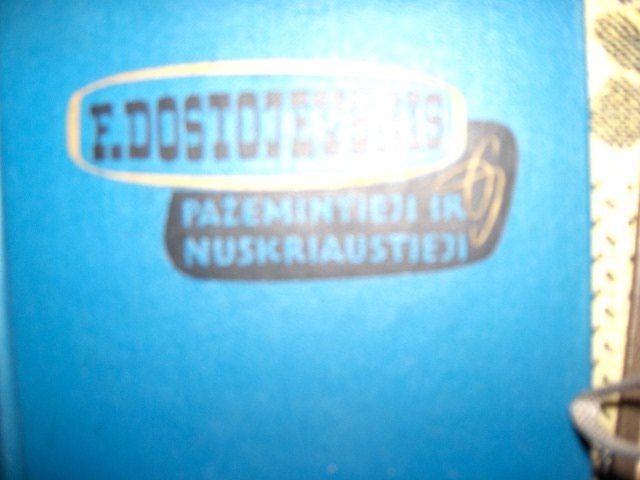 F. DOSTOJEVSKIS
PAŽEMINTIEJI IR
NUSKRIAUSTIEJI